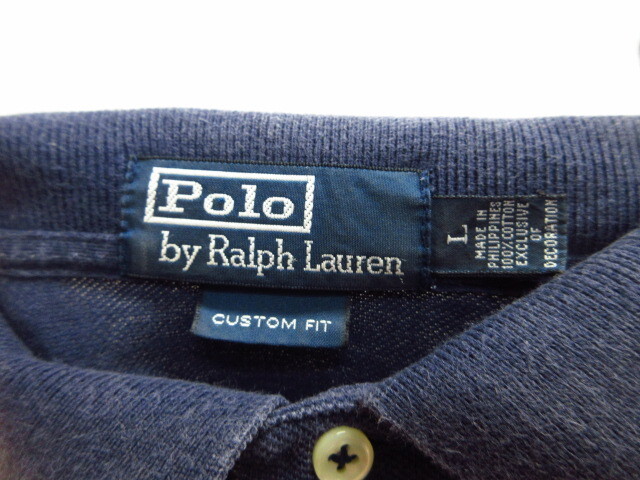 Polo
by Ralph Lauren
L
MADE IN
PHILIPPINES
100% COTTON
EXCLUSIVE
OF
DECORATION
CUSTOM FIT